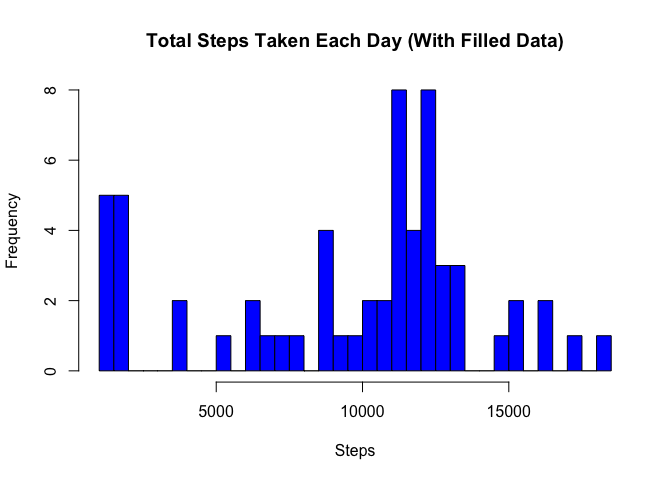 Total Steps Taken Each Day (With Filled Data)
8
6
4
2
0
Frequency
5000 10000 15000
Steps